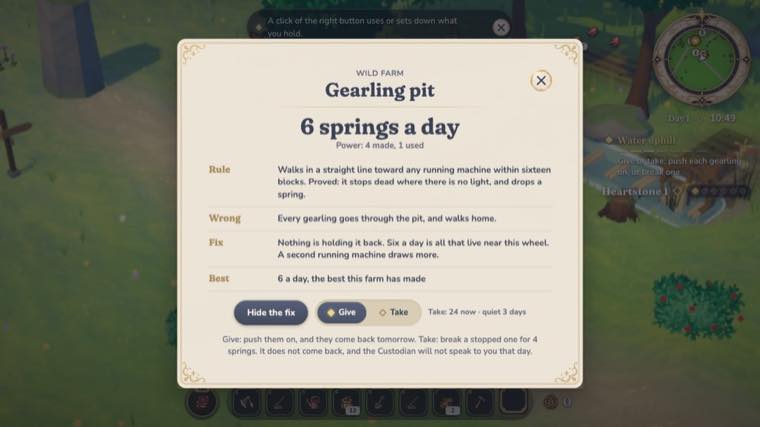 A click of the right button uses or sets down what
you hold.
WILD FARM
Gearling pit
6 springs a day
Power: 4 made, 1 used
Rule
Walks in a straight line toward any running machine within sixteen
blocks. Proved: it stops dead where there is no light, and drops a
spring.
Wrong
Every gearling goes through the pit, and walks home.
Fix
Nothing is holding it back. Six a day is all that live near this wheel.
A second running machine draws more.
Best
6 a day, the best this farm has made
Hide the fix
Give
Take
Take: 24 now · quiet 3 days
Give: push them on, and they come back tomorrow. Take: break a stopped one for 4
springs. It does not come back, and the Custodian will not speak to you that day.
Day 1
10:49
Water uphill
Give or take: push each gearling
on, or break one
Heartstone 1
13